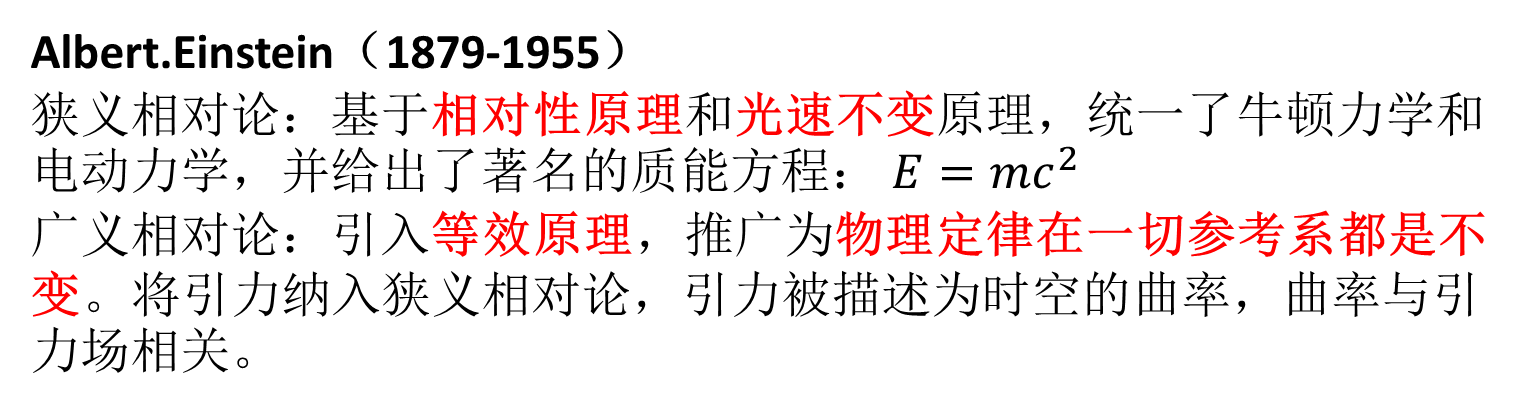 Albert.Einstein（1879-1955）
狭义相对论：基于相对性原理和光速不变原理，统一了牛顿力学和
电动力学，并给出了著名的质能方程： E = mc²
广义相对论：引入等效原理，推广为物理定律在一切参考系都是不
变。将引力纳入狭义相对论，引力被描述为时空的曲率，曲率与引
力场相关。